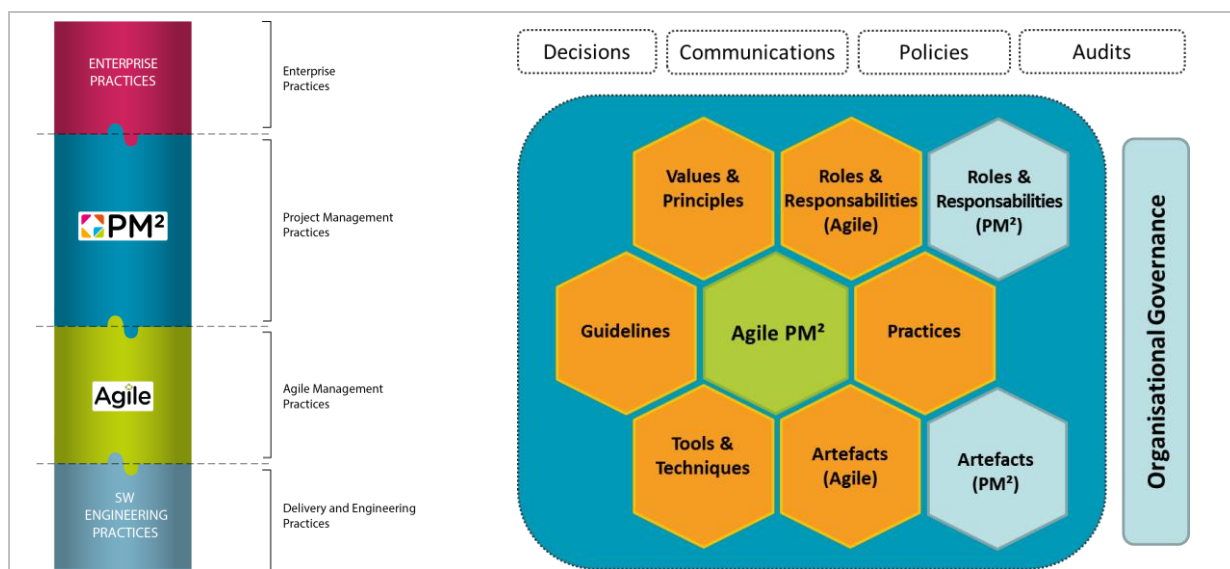 ENTERPRISE
PRACTICES
Enterprise
Practices
PM²
Project Management
Practices
Agile
Agile Management
Practices
SW
ENGINEERING
PRACTICES
Delivery and Engineering
Practices
Decisions
Communications
Policies
Audits
Values &
Principles
Roles &
Responsabilities
(Agile)
Roles &
Responsabilities
(PM²)
Guidelines
Agile PM²
Practices
Tools &
Techniques
Artefacts
(Agile)
Artefacts
(PM²)
Organisational Governance